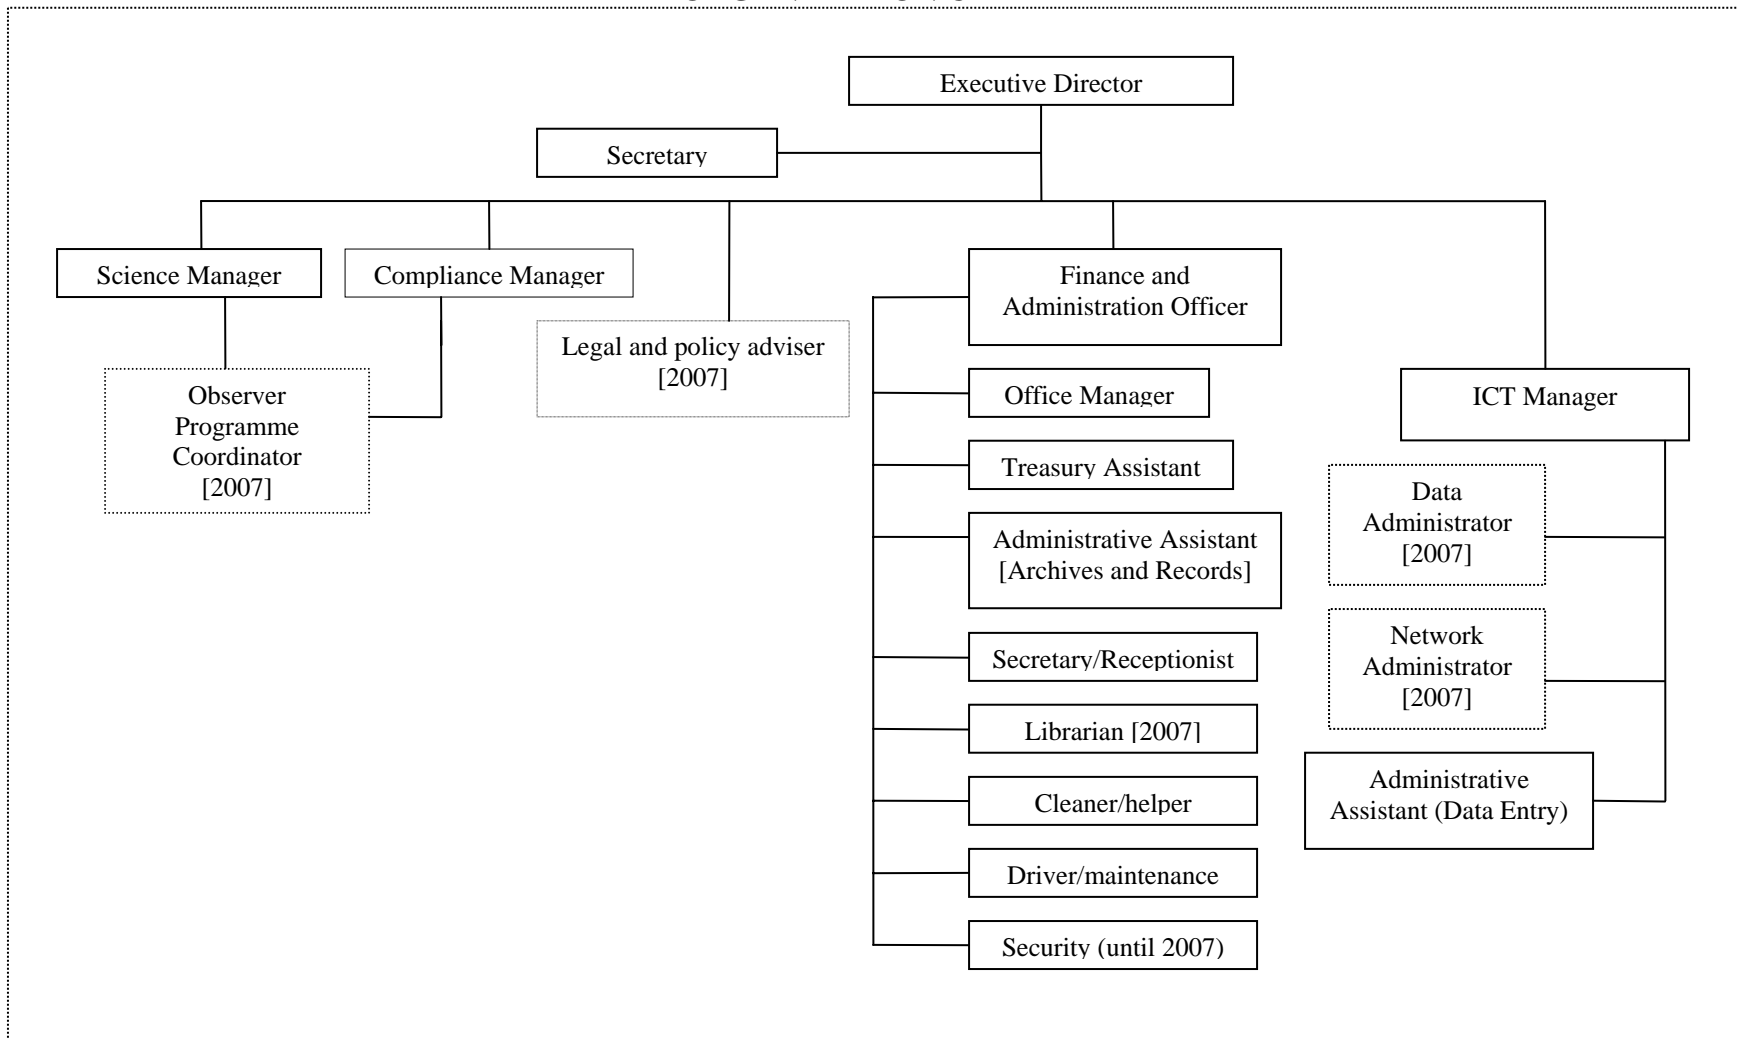 Executive Director
Secretary
Science Manager
Compliance Manager
Finance and
Administration Officer
Legal and policy adviser
[2007]
Observer
Programme
Coordinator
[2007]
Office Manager
ICT Manager
Treasury Assistant
Data
Administrator
[2007]
Administrative Assistant
[Archives and Records]
Network
Administrator
[2007]
Secretary/Receptionist
Librarian [2007]
Administrative
Assistant (Data Entry)
Cleaner/helper
Driver/maintenance
Security (until 2007)